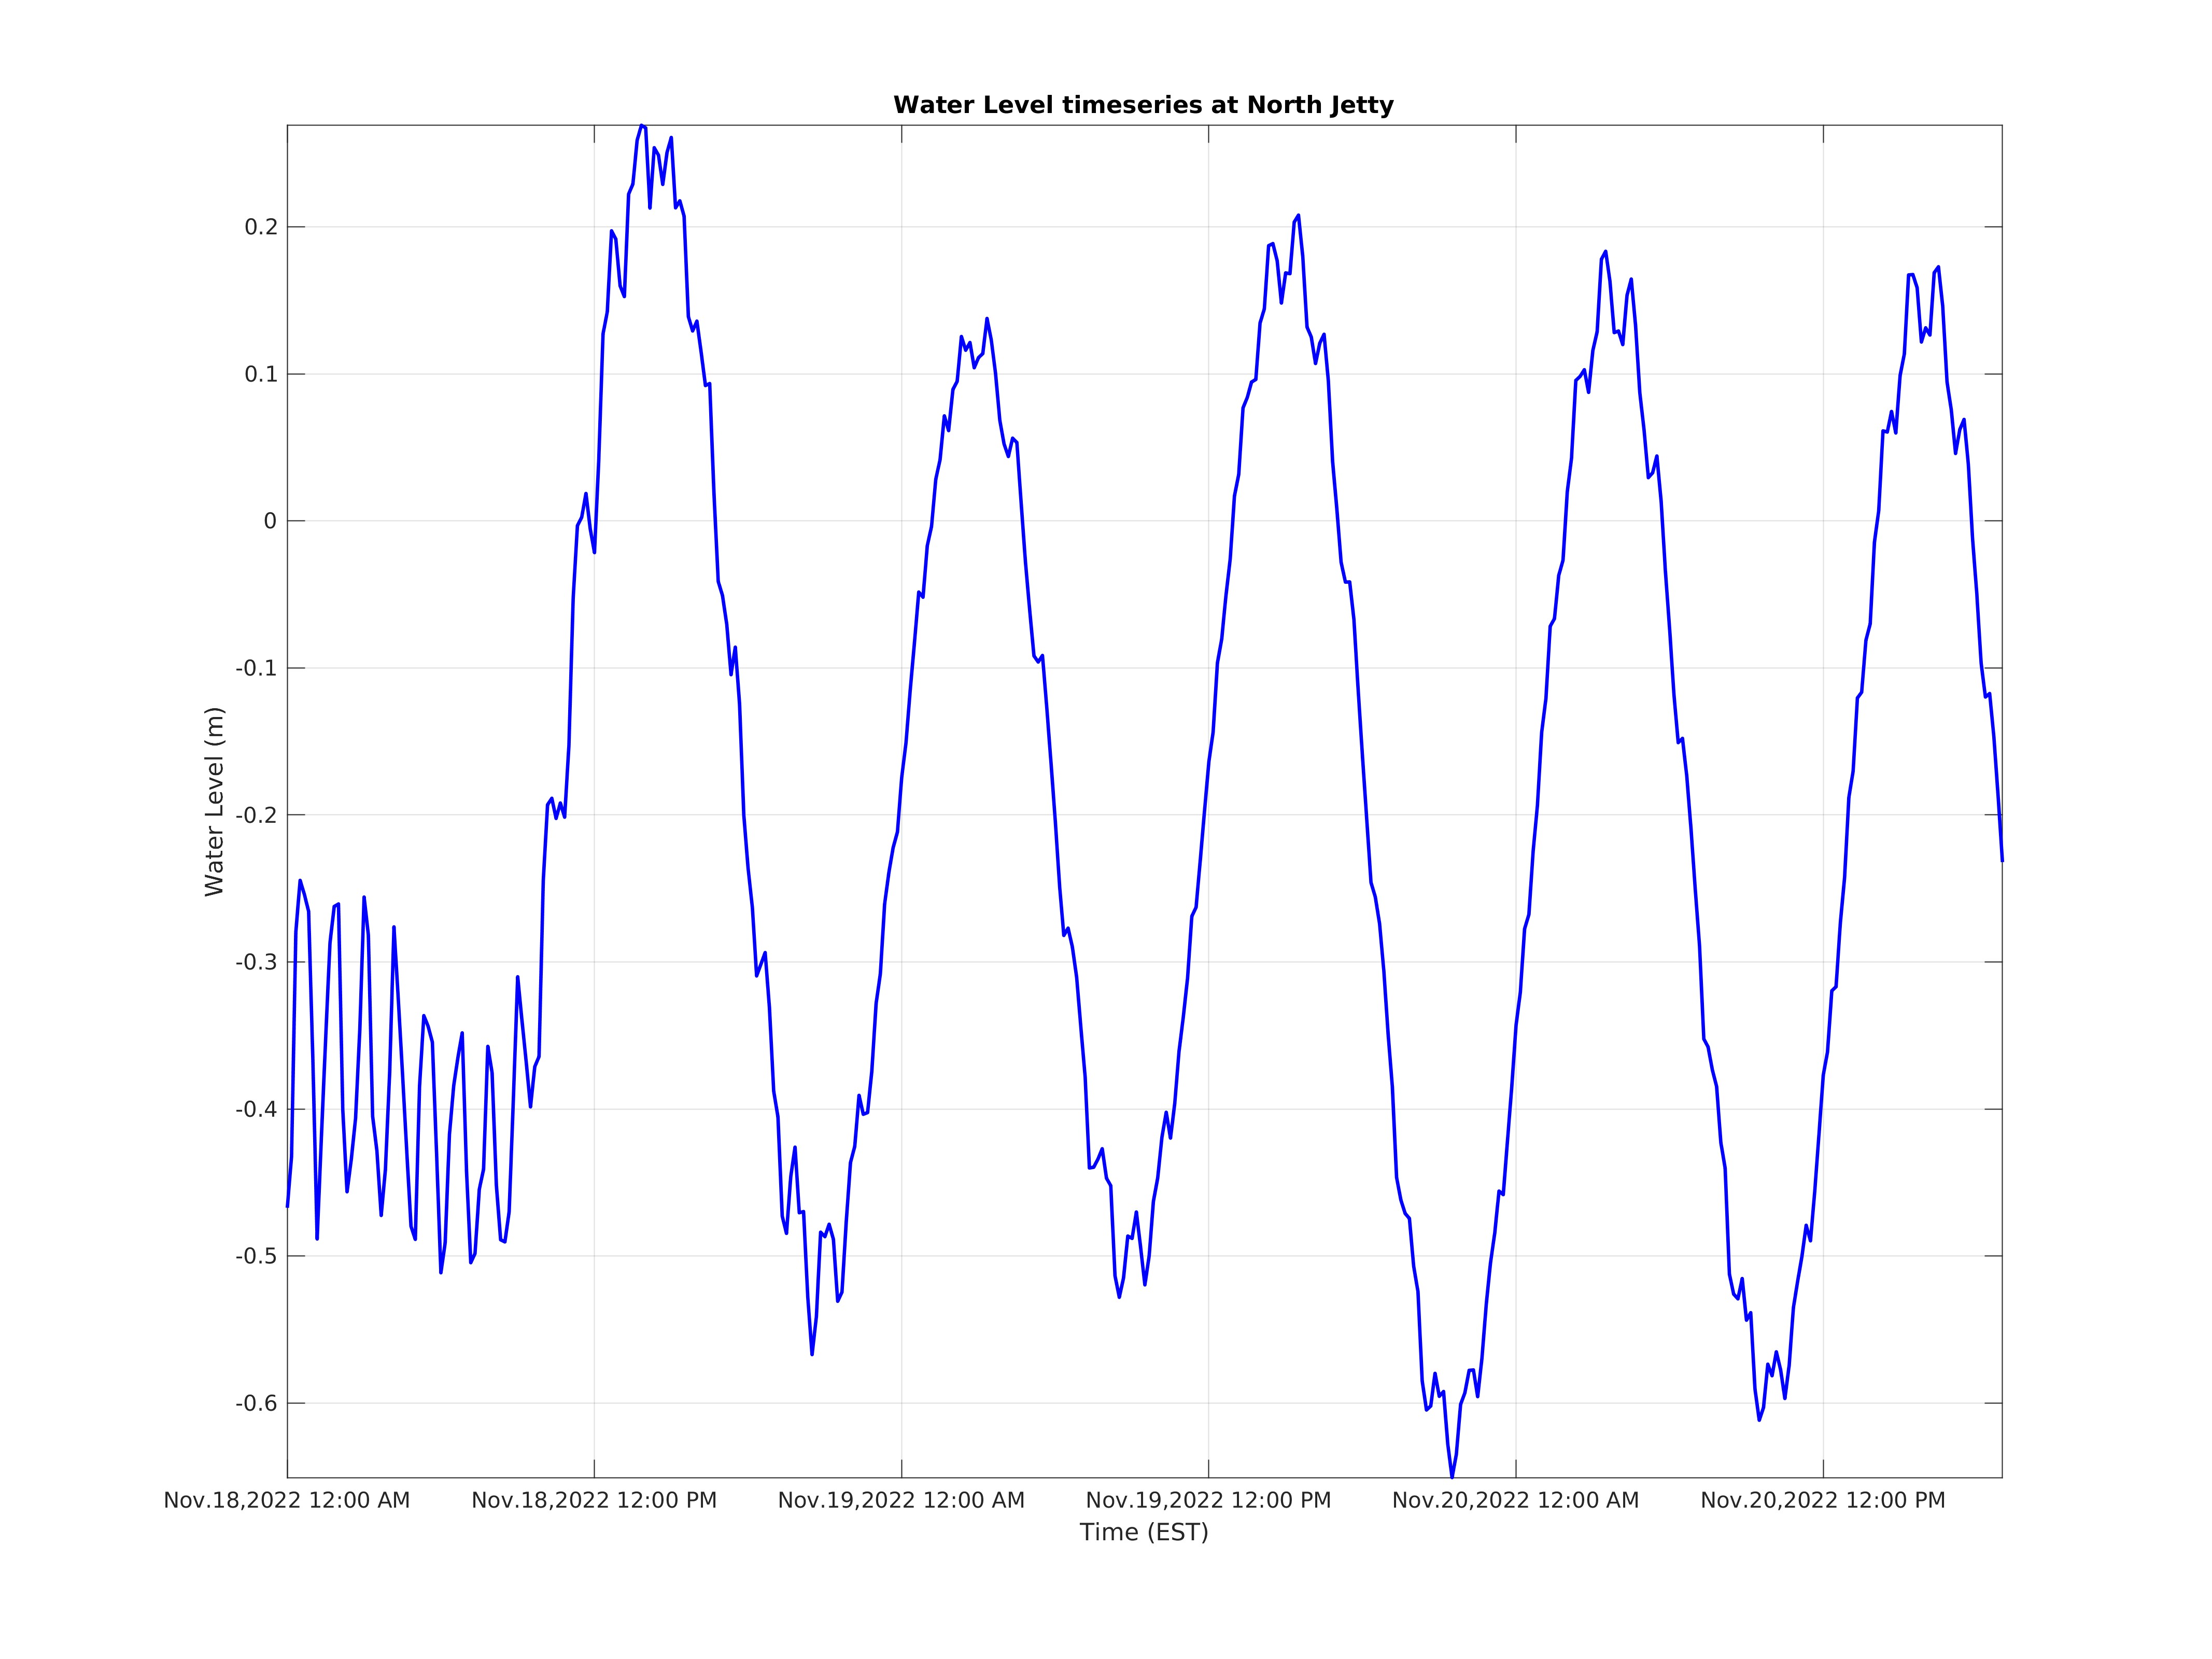 Water Level timeseries at North Jetty
0.2
0.1
0
-0.1
-0.2
-0.3
-0.4
-0.5
-0.6
Water Level (m)
Nov.18,2022 12:00 AM Nov.18,2022 12:00 PM Nov.19,2022 12:00 AM Nov.19,2022 12:00 PM Nov.20,2022 12:00 AM Nov.20,2022 12:00 PM
Time (EST)